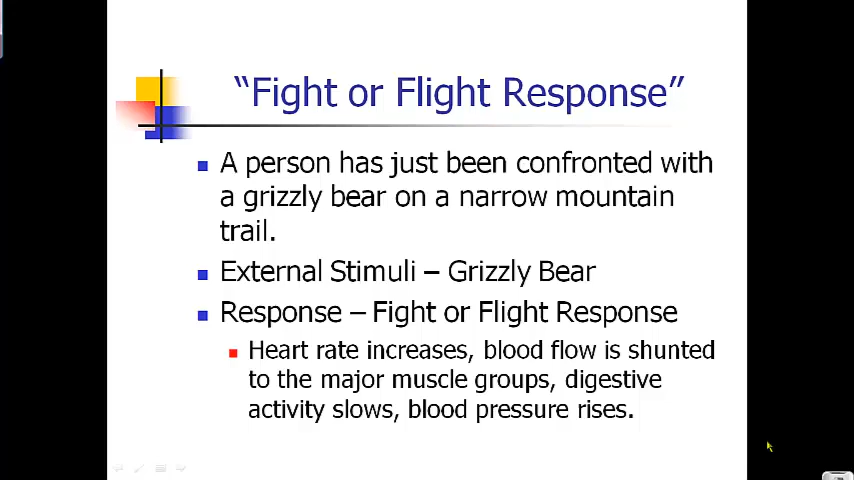 “Fight or Flight Response”
A person has just been confronted with
a grizzly bear on a narrow mountain
trail.
External Stimuli – Grizzly Bear
Response – Fight or Flight Response
Heart rate increases, blood flow is shunted
to the major muscle groups, digestive
activity slows, blood pressure rises.